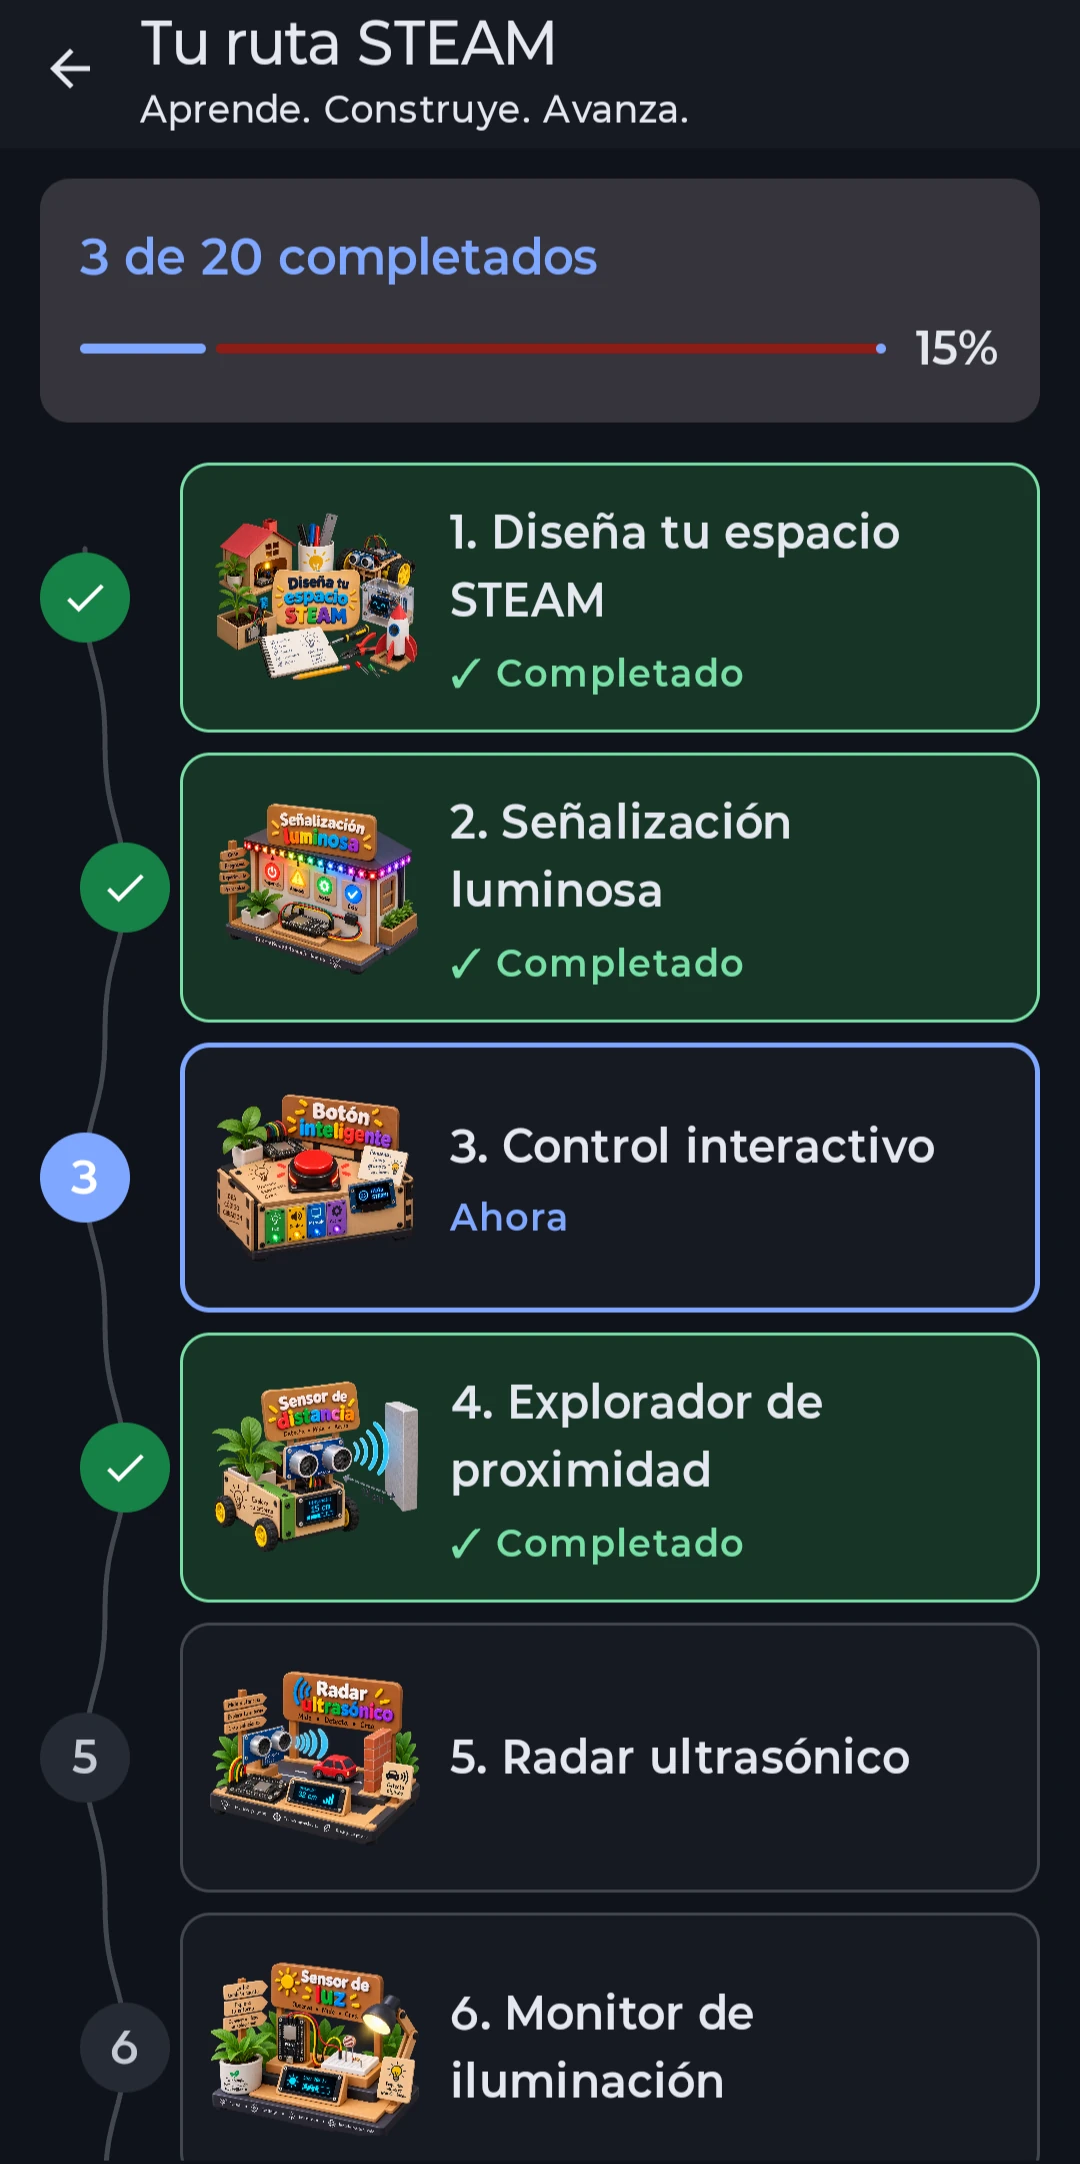 Tu ruta STEAM
Aprende. Construye. Avanza.
3 de 20 completados
15%
Diseña tu
espacio
STEAM
1. Diseña tu espacio
STEAM
✓ Completado
Señalización
luminosa
2. Señalización
luminosa
✓ Completado
3
Botón
inteligente
3. Control interactivo
Ahora
Sensor de
distancia
4. Explorador de
proximidad
✓ Completado
5
Radar
ultrasónico
5. Radar ultrasónico
6
Sensor de
luz
6. Monitor de
iluminación